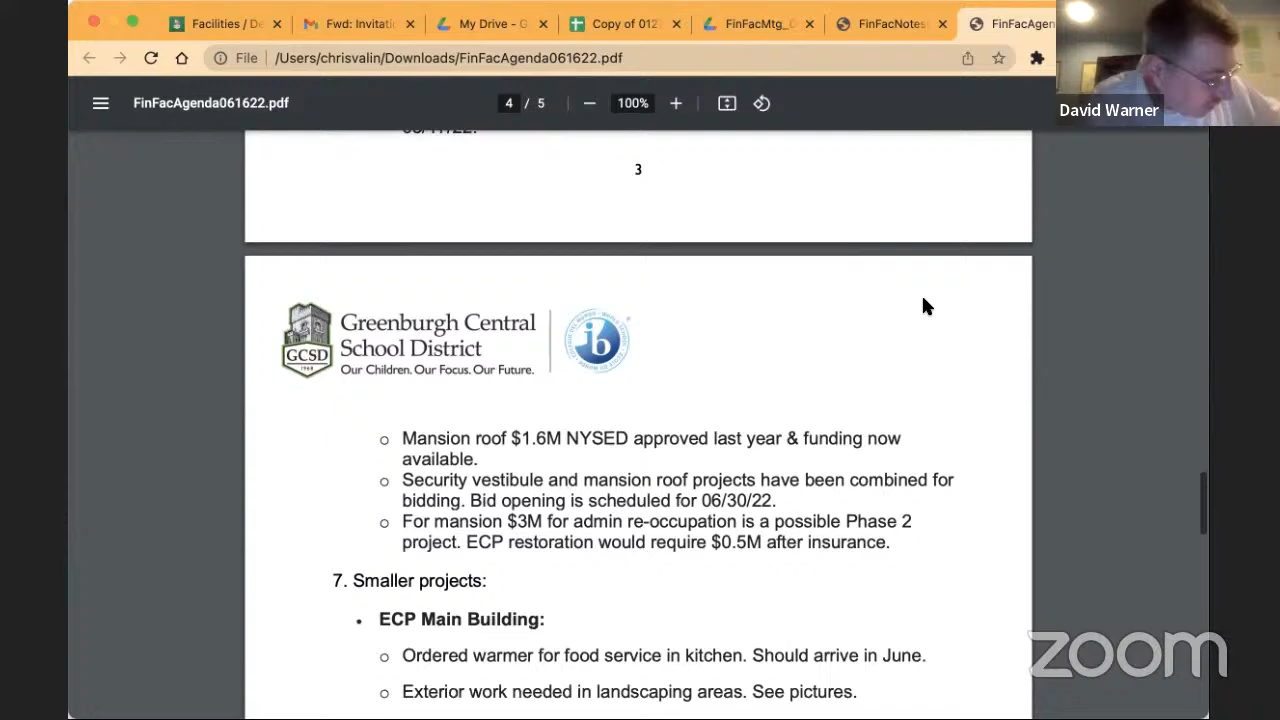 Facilities / De
Fwd: Invitatio
My Drive - G
Copy of 012
FinFacMtg_
FinFacNotes
FinFacAgen
File
/Users/chrisvalin/Downloads/FinFacAgenda061622.pdf
FinFacAgenda061622.pdf
4 / 5
100%
David Warner
3
GCSD
1968
Greenburgh Central
School District
Our Children. Our Focus. Our Future.
ib
Mansion roof $1.6M NYSED approved last year & funding now
available.
Security vestibule and mansion roof projects have been combined for
bidding. Bid opening is scheduled for 06/30/22.
For mansion $3M for admin re-occupation is a possible Phase 2
project. ECP restoration would require $0.5M after insurance.
7. Smaller projects:
ECP Main Building:
Ordered warmer for food service in kitchen. Should arrive in June.
Exterior work needed in landscaping areas. See pictures.
zoom